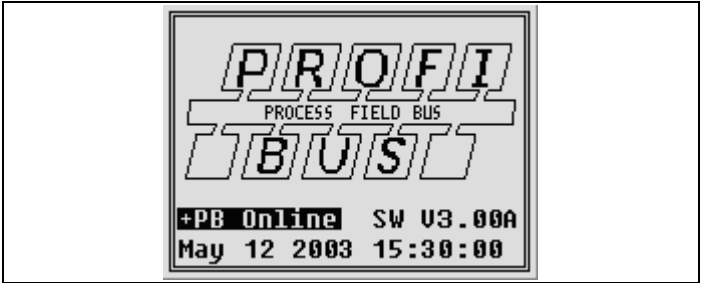 PROFI
PROCESS FIELD BUS
BUS
+PB Online SW V3.00A
May 12 2003 15:30:00